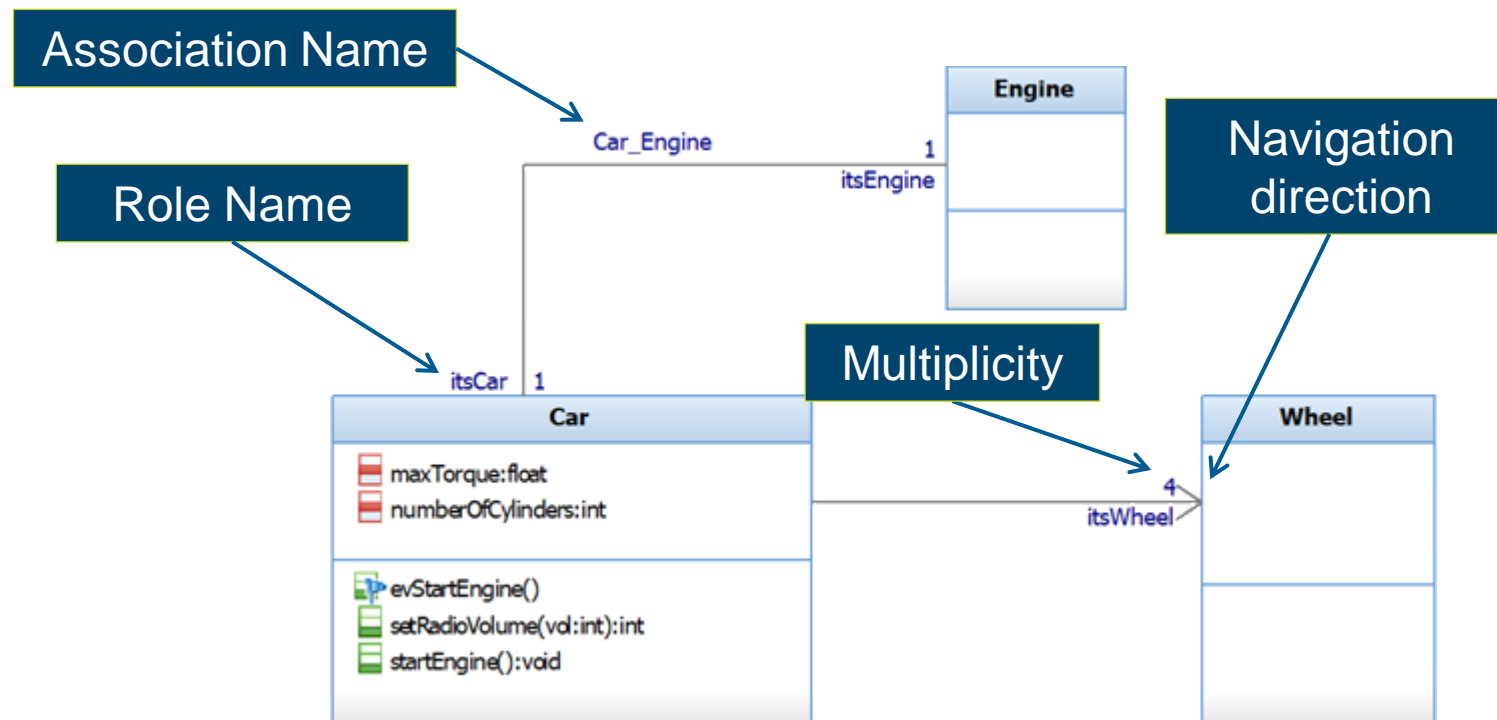 Association Name
Engine
Navigation
direction
Car_Engine
1
itsEngine
Role Name
Multiplicity
itsCar
1
Car
Wheel
maxTorque:float
numberOfCylinders:int
4
itsWheel
evStartEngine()
setRadioVolume(vol:int):int
startEngine():void